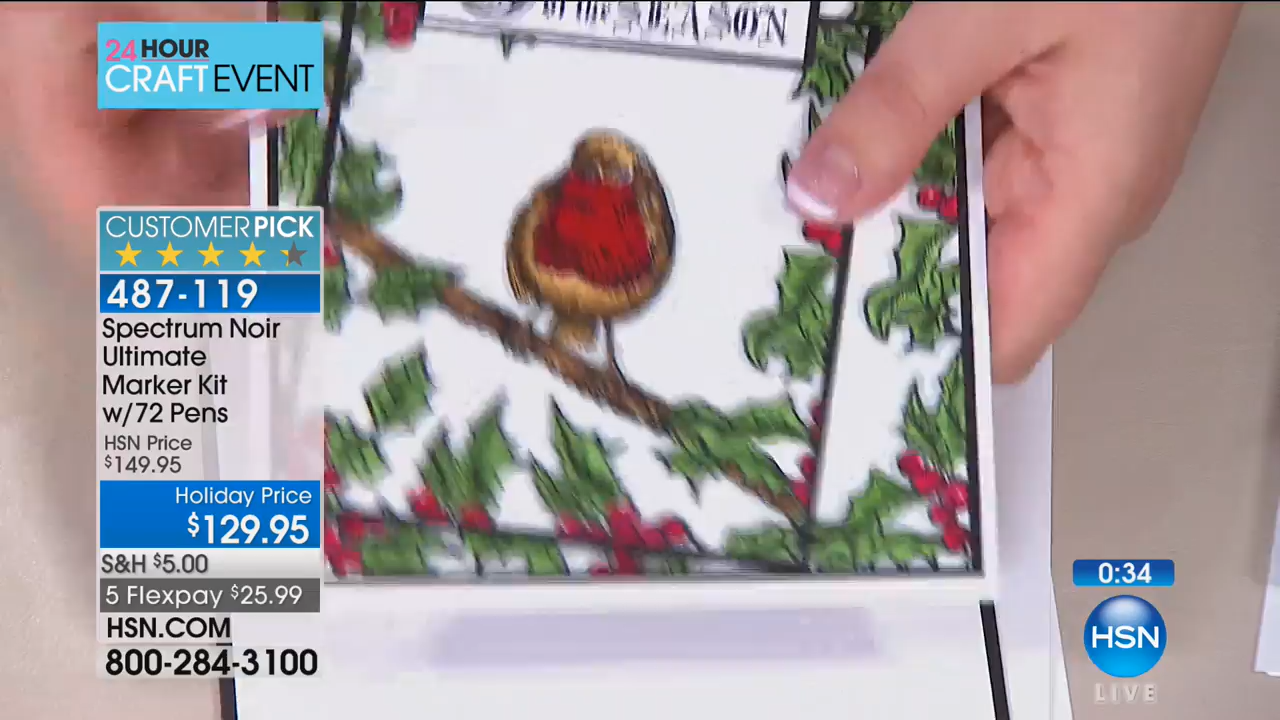 24 HOUR
CRAFT EVENT
CUSTOMER PICK
487-119
Spectrum Noir
Ultimate
Marker Kit
w/72 Pens
HSN Price
$149.95
Holiday Price
$129.95
S&H $5.00
5 Flexpay $25.99
HSN.COM
800-284-3100
to the SEASON
0:34
HSN
LIVE